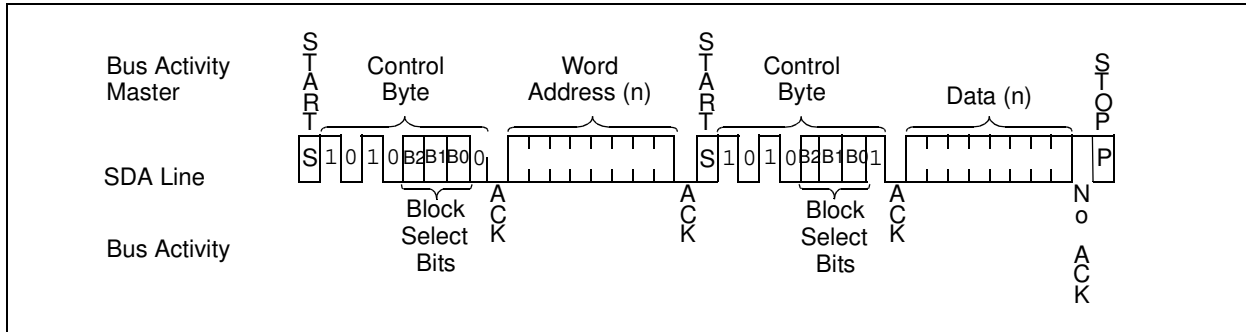 START
Bus Activity
Master
Control
Byte
Word
Address (n)
START
Control
Byte
Data (n)
STOP
SDA Line
S 1 0 1 0 B2 B1 B0 0
S 1 0 1 0 B2 B1 B0 1
P
Bus Activity
Block
Select
Bits
ACK
ACK
Block
Select
Bits
ACK
No ACK